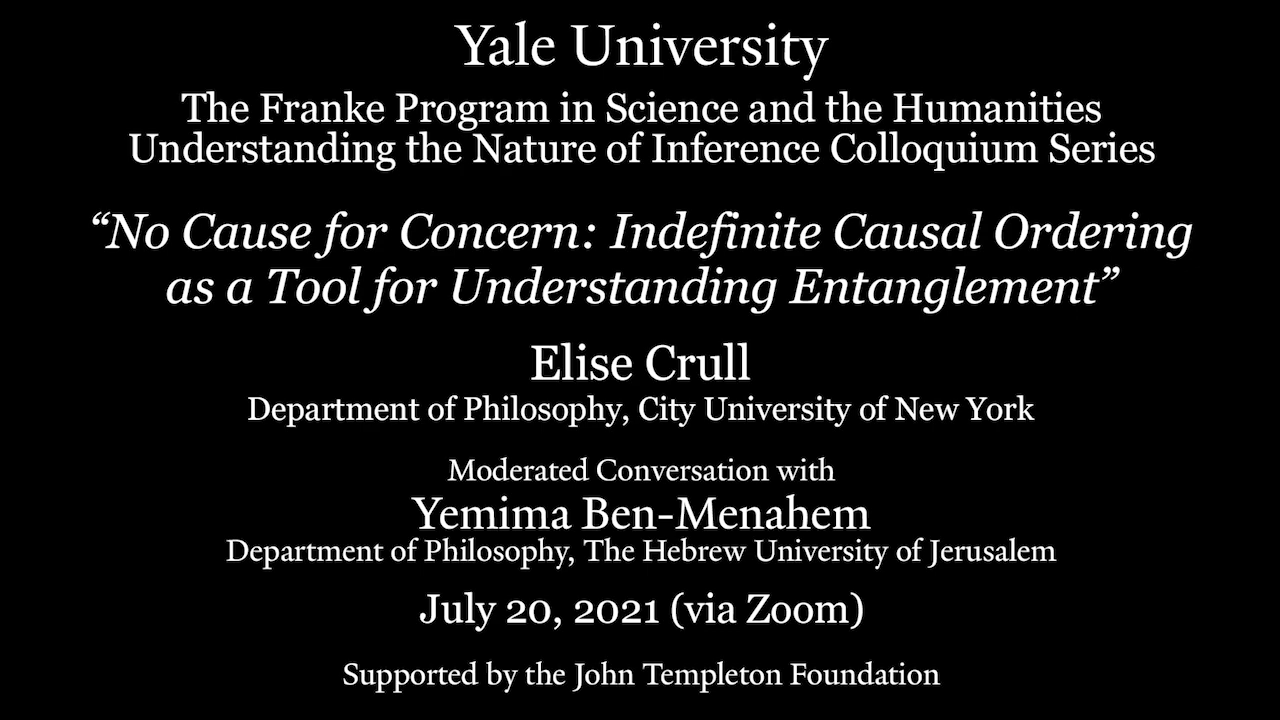 Yale University
The Franke Program in Science and the Humanities
Understanding the Nature of Inference Colloquium Series
“No Cause for Concern: Indefinite Causal Ordering
as a Tool for Understanding Entanglement”
Elise Crull
Department of Philosophy, City University of New York
Moderated Conversation with
Yemima Ben-Menahem
Department of Philosophy, The Hebrew University of Jerusalem
July 20, 2021 (via Zoom)
Supported by the John Templeton Foundation